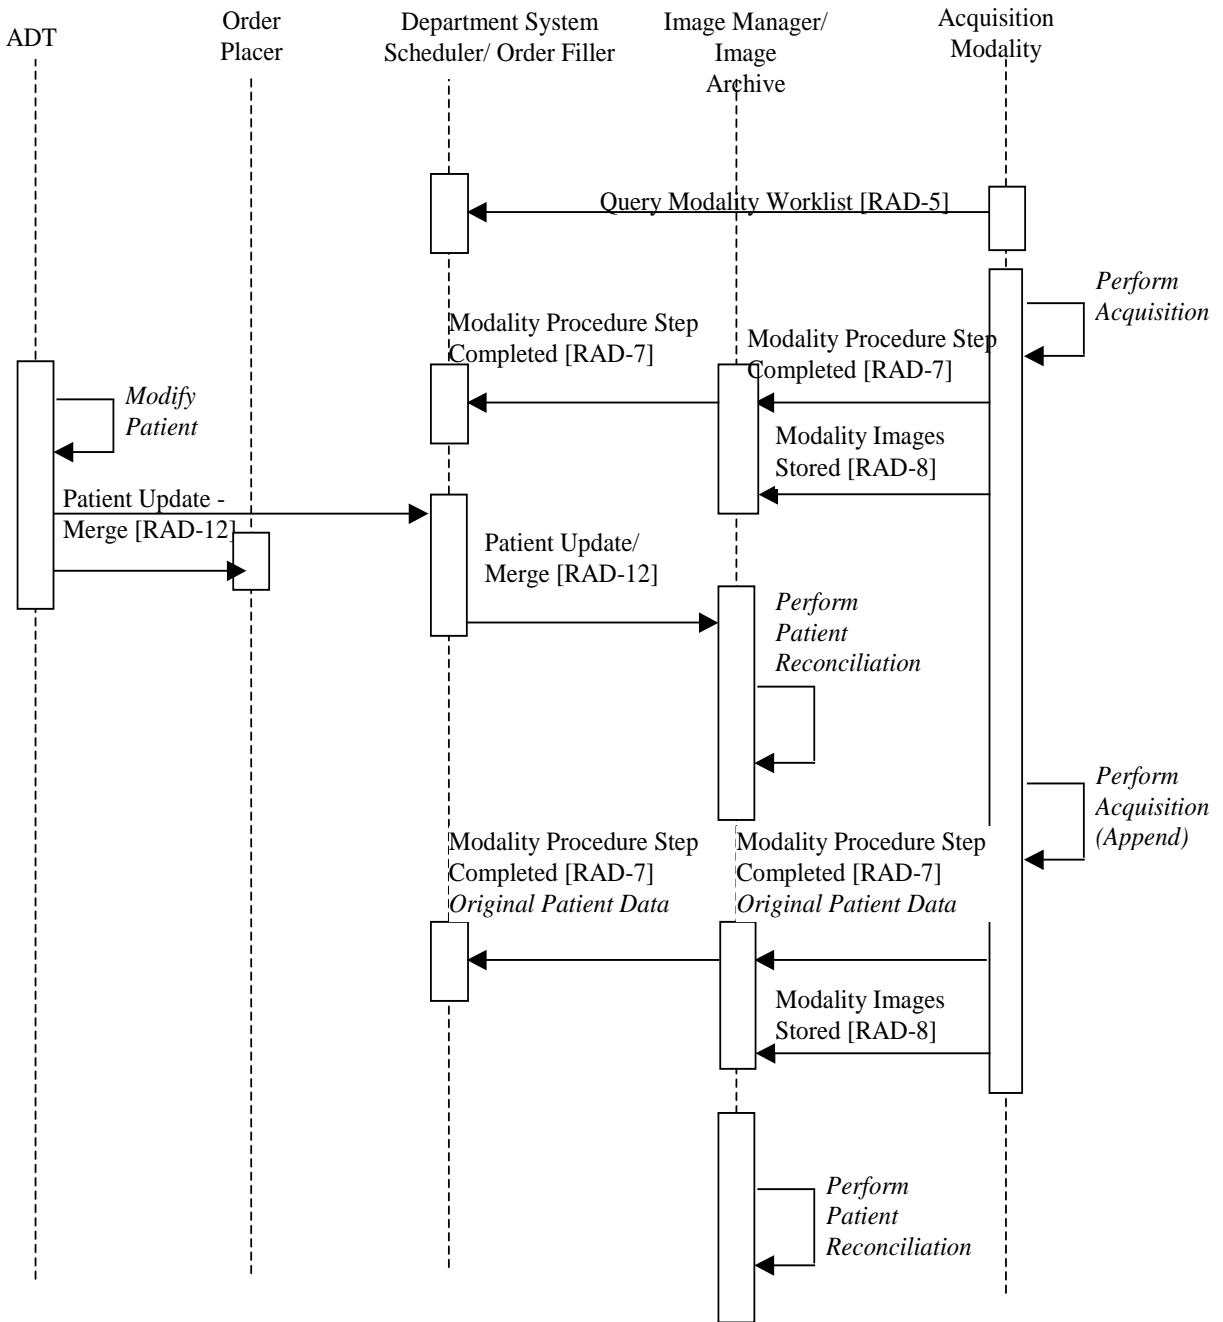 ADT
Order
Placer
Department System
Scheduler/ Order Filler
Image Manager/
Image
Archive
Acquisition
Modality
Query Modality Worklist [RAD-5]
Perform
Acquisition
Modality Procedure Step
Completed [RAD-7]
Modality Procedure Step
Completed [RAD-7]
Modify
Patient
Modality Images
Stored [RAD-8]
Patient Update -
Merge [RAD-12]
Patient Update/
Merge [RAD-12]
Perform
Patient
Reconciliation
Perform
Acquisition
(Append)
Modality Procedure Step
Completed [RAD-7]
Original Patient Data
Modality Procedure Step
Completed [RAD-7]
Original Patient Data
Modality Images
Stored [RAD-8]
Perform
Patient
Reconciliation